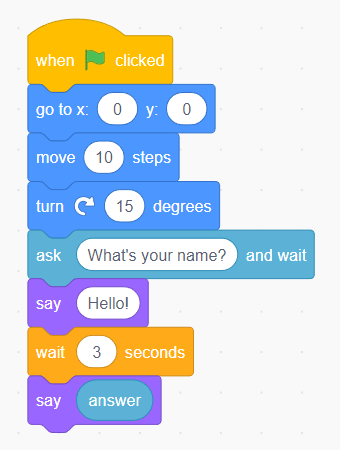 when clicked
go to x: 0 y: 0
move 10 steps
turn 15 degrees
ask What's your name? and wait
say Hello!
wait 3 seconds
say answer